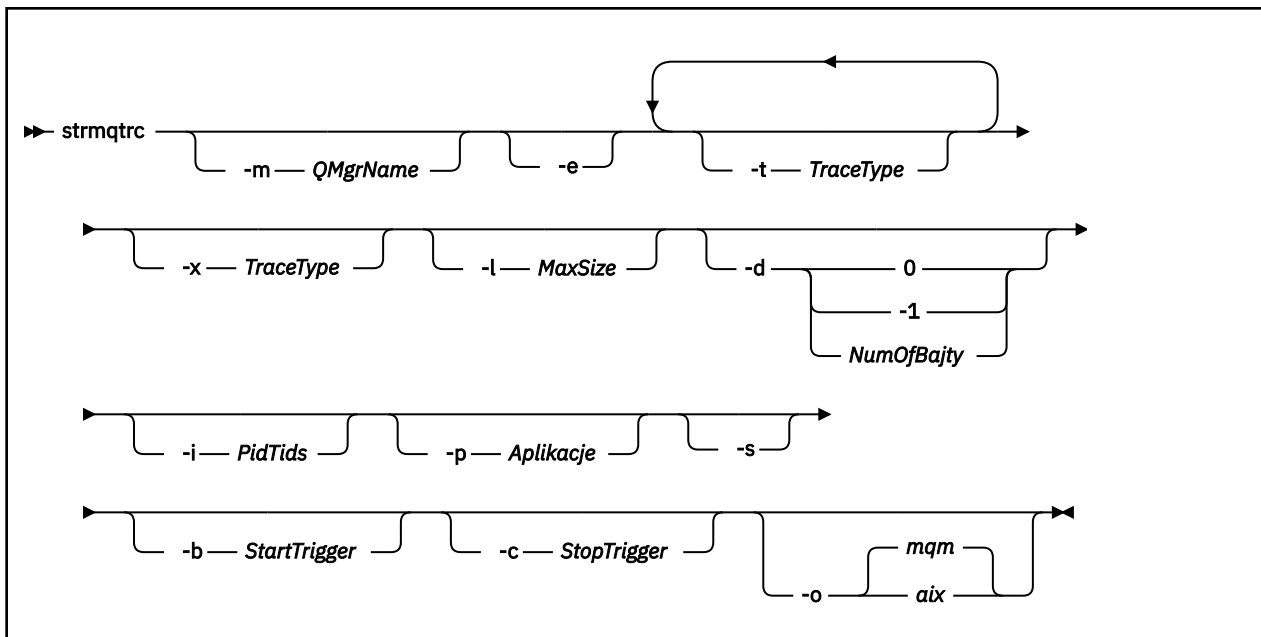 strmqtrc -m QMgrName -e -t TraceType
-x TraceType -l MaxSize -d 0
-1
NumOfBajty
-i PidTids -p Aplikacje -s
-b StartTrigger -c StopTrigger mqm
-o aix